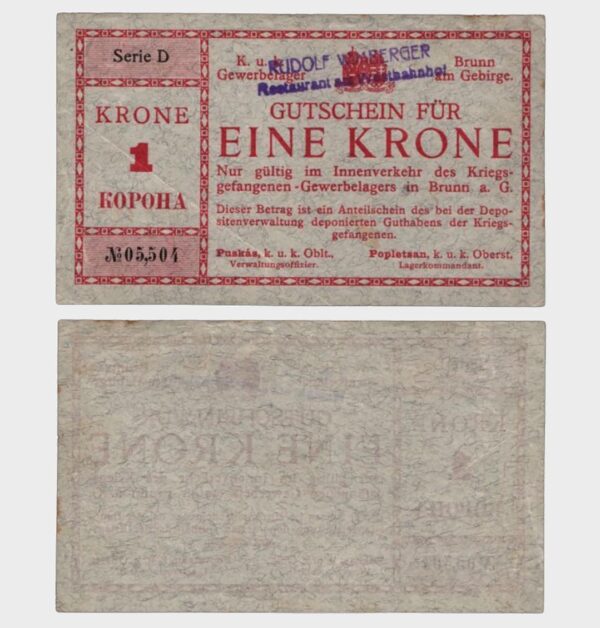 Serie D
KRONE
1
КОРОНА
№05,504
K. u. k. Brunn
Gewerbelager am Gebirge.
RUDOLF
Restaurant am Westbahnhof
GUTSCHEIN FÜR
EINE KRONE
Nur gültig im Innenverkehr des Kriegs-
gefangenen-Gewerbelagers in Brunn a. G.
Dieser Betrag ist ein Anteilschein des bei der Depo-
sitenverwaltung deponierten Guthabens der Kriegs-
gefangenen.
Puskás, k. u. k. Oblt., Popletsan, k. u. k. Oberst.
Verwaltungsoffizier. Lagerkommandant.